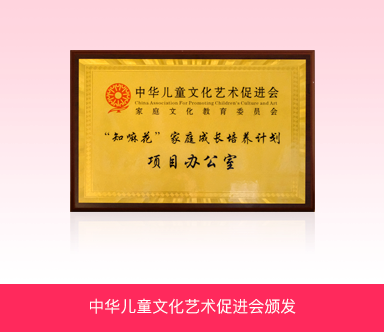 中华儿童文化艺术促进会
China Association For Promoting Children's Culture and Art
家庭文化教育委员会
“知嘛花”家庭成长培养计划
项目办公室
中华儿童文化艺术促进会颁发